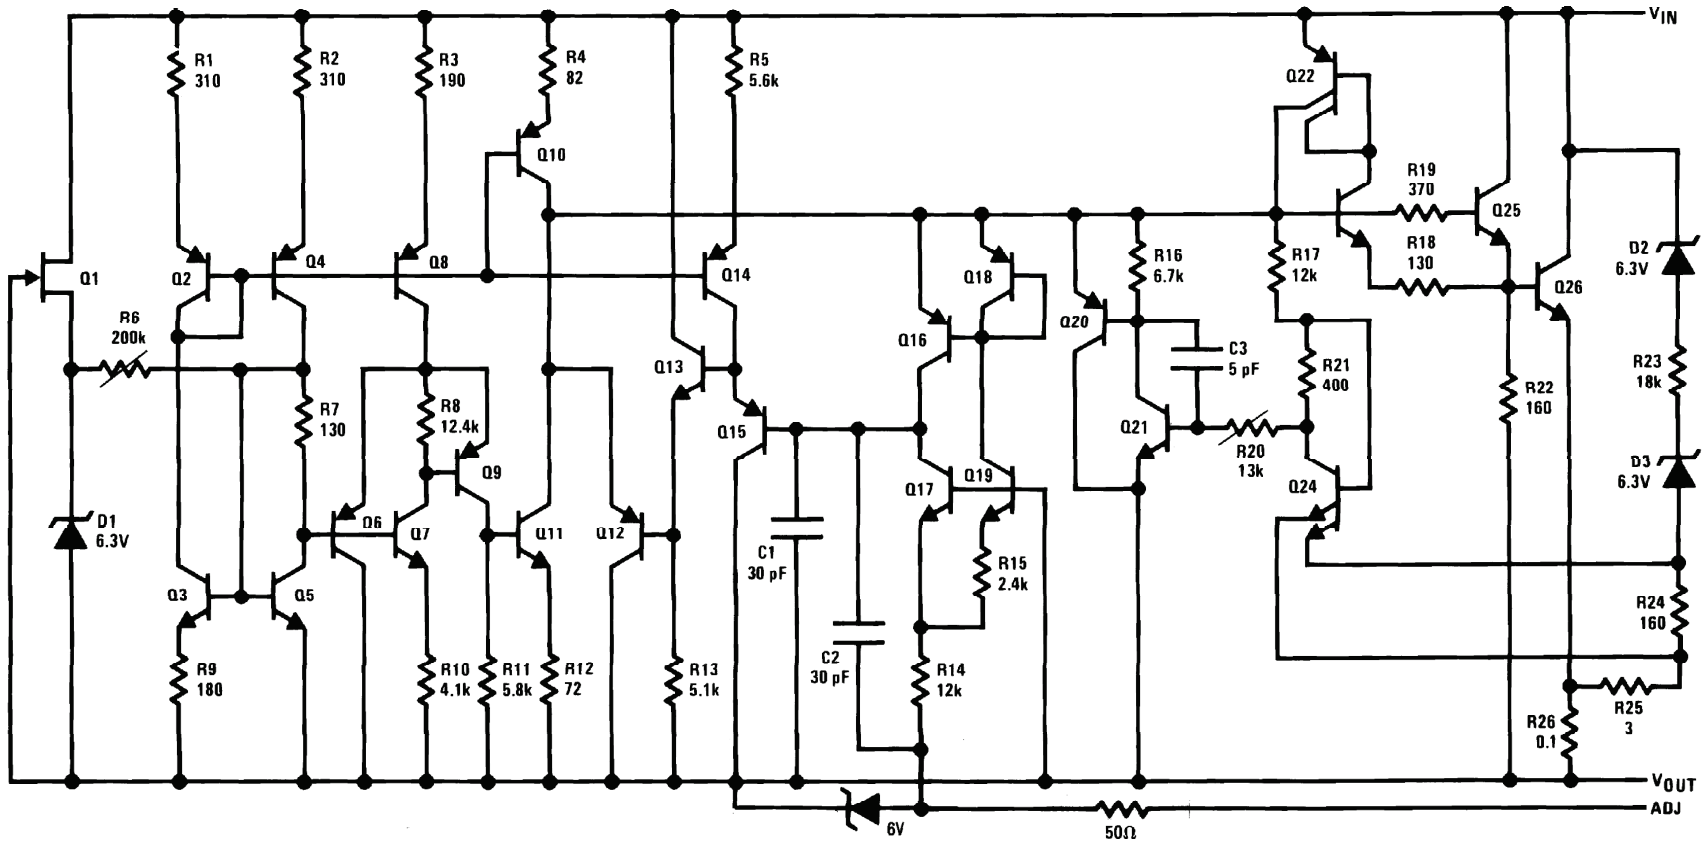 VIN
R1
310
R2
310
R3
190
R4
82
R5
5.6k
Q22
Q10
R19
370
Q25
Q1
Q2
Q4
Q8
Q14
Q18
R16
6.7k
R17
12k
R18
130
Q26
D2
6.3V
R6
200k
Q13
Q16
Q20
C3
5 pF
R21
400
R22
160
R23
18k
R7
130
R8
12.4k
Q15
Q21
R20
13k
D3
6.3V
Q9
Q17
Q19
Q24
D1
6.3V
Q6
Q7
Q11
Q12
C1
30 pF
R15
2.4k
Q3
Q5
R24
160
R9
180
R10
4.1k
R11
5.8k
R12
72
R13
5.1k
C2
30 pF
R14
12k
R25
3
R26
0.1
VOUT
ADJ
6V
50Ω